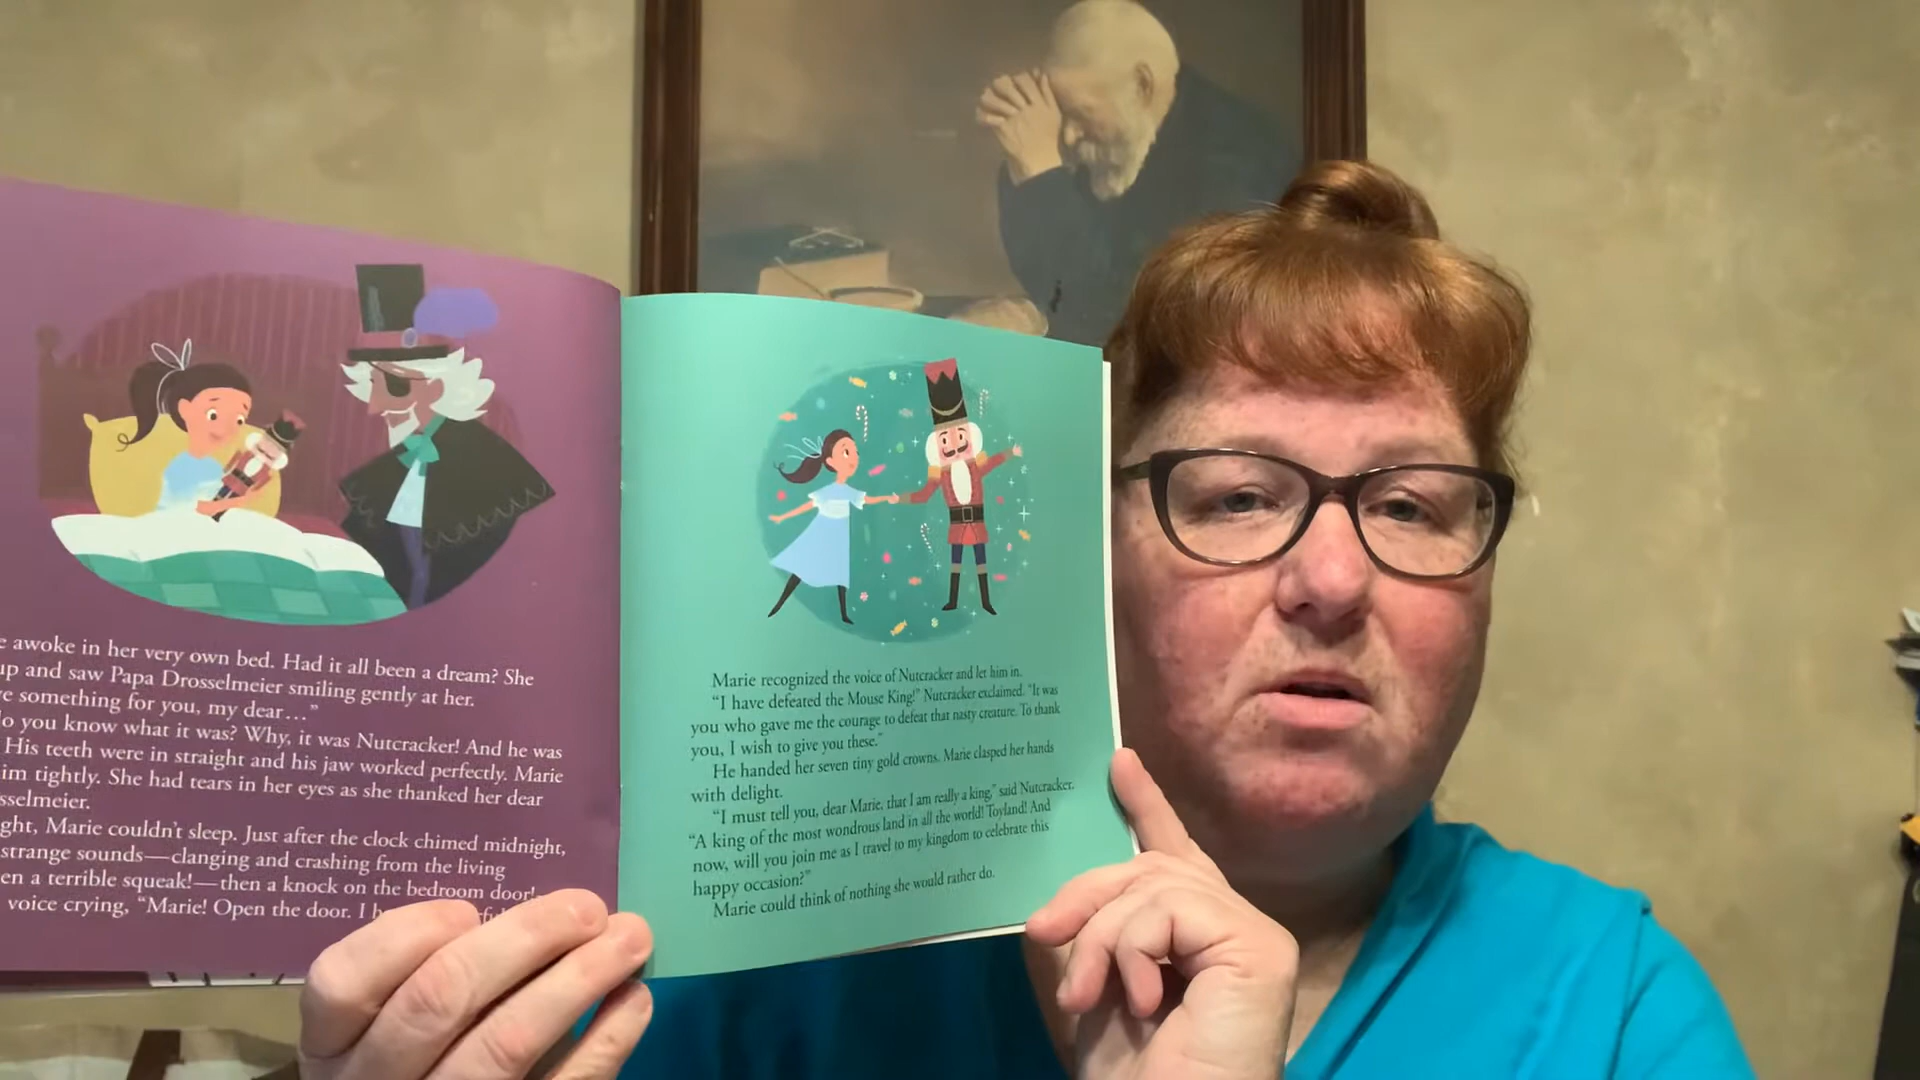 awoke in her very own bed. Had it all been a dream? She
up and saw Papa Drosselmeier smiling gently at her.
something for you, my dear…"
you know what it was? Why, it was Nutcracker! And he was
His teeth were in straight and his jaw worked perfectly. Marie
tightly. She had tears in her eyes as she thanked her dear
sselmeier.
ght, Marie couldn't sleep. Just after the clock chimed midnight,
strange sounds—clanging and crashing from the living
en a terrible squeak!—then a knock on the bedroom door!
voice crying, "Marie! Open the door. I
Marie recognized the voice of Nutcracker and let him in.
"I have defeated the Mouse King!" Nutcracker exclaimed. "It was
you who gave me the courage to defeat that nasty creature. To thank
you, I wish to give you these."
He handed her seven tiny gold crowns. Marie clasped her hands
with delight.
"I must tell you, dear Marie, that I am really a king," said Nutcracker.
"A king of the most wondrous land in all the world! Toyland! And
now, will you join me as I travel to my kingdom to celebrate this
happy occasion?"
Marie could think of nothing she would rather do.